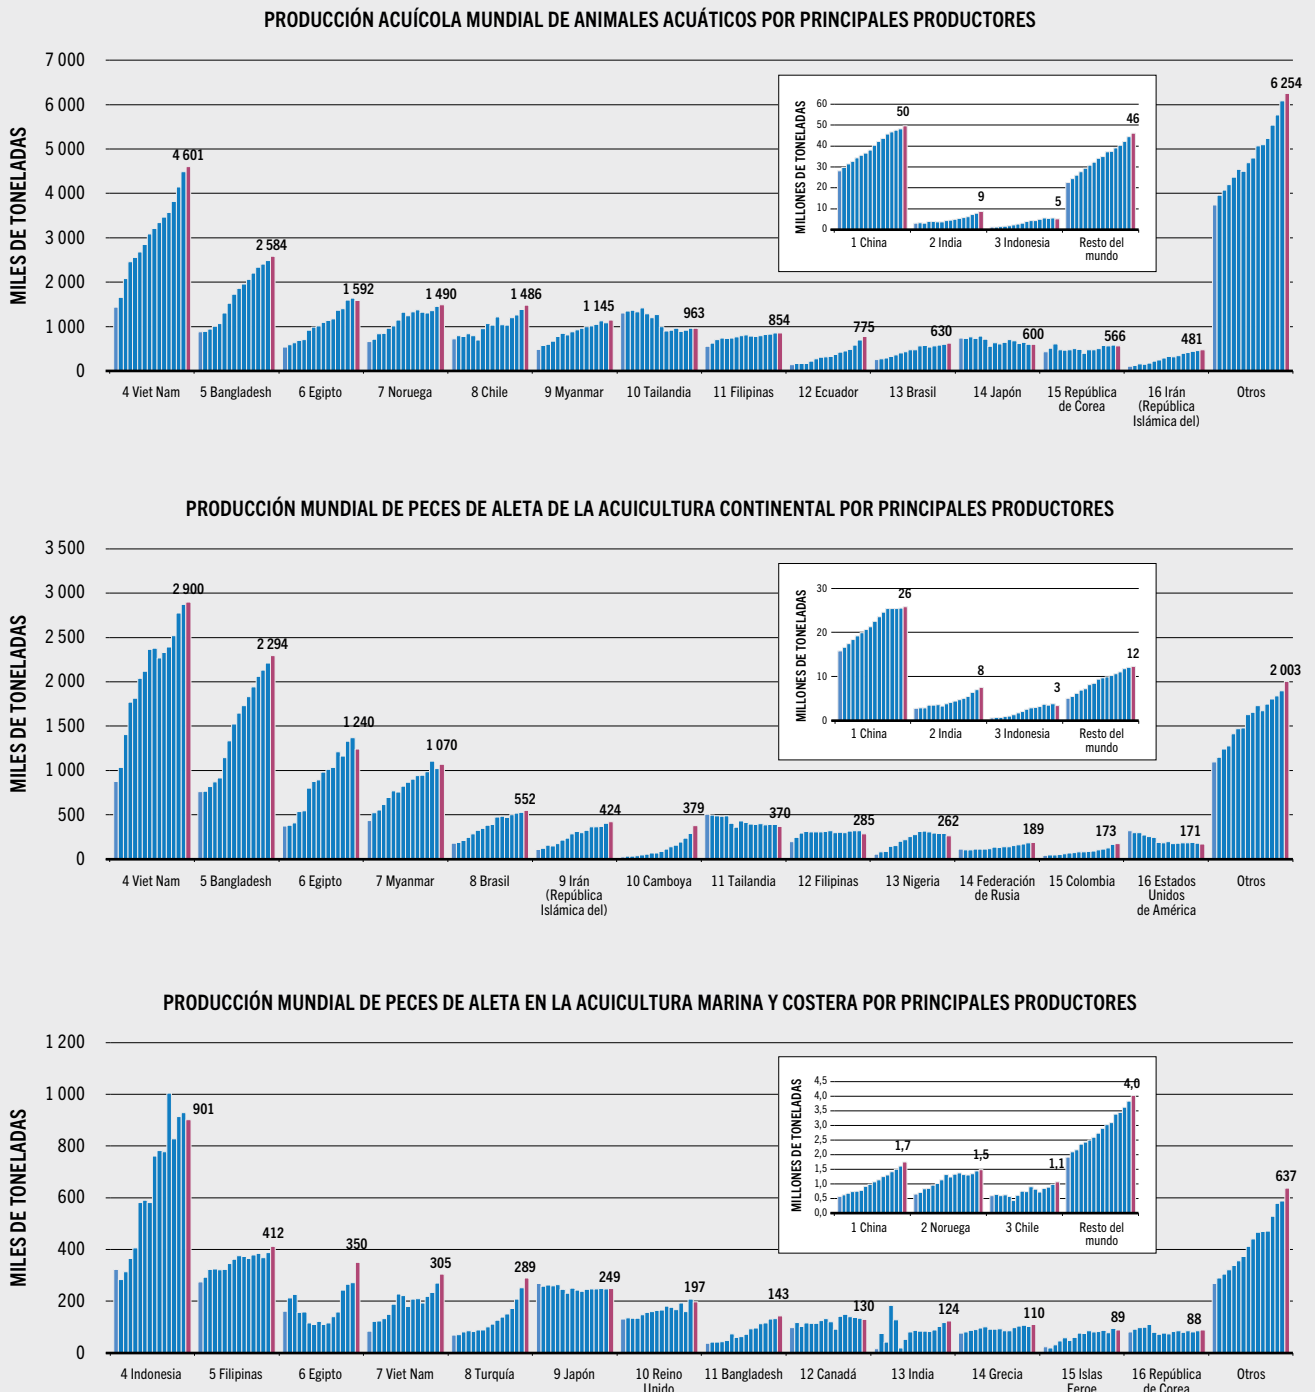 PRODUCCIÓN ACUÍCOLA MUNDIAL DE ANIMALES ACUÁTICOS POR PRINCIPALES PRODUCTORES
MILES DE TONELADAS
7 000
6 000
5 000
4 000
3 000
2 000
1 000
0
4 601
2 584
1 592
1 490
1 486
1 145
963
854
775
630
600
566
481
6 254
4 Viet Nam
5 Bangladesh
6 Egipto
7 Noruega
8 Chile
9 Myanmar
10 Tailandia
11 Filipinas
12 Ecuador
13 Brasil
14 Japón
15 República
de Corea
16 Irán
(República
Islámica del)
Otros
MILLONES DE TONELADAS
60
50
40
30
20
10
0
50
9
5
46
1 China
2 India
3 Indonesia
Resto del
mundo
PRODUCCIÓN MUNDIAL DE PECES DE ALETA DE LA ACUICULTURA CONTINENTAL POR PRINCIPALES PRODUCTORES
MILES DE TONELADAS
3 500
3 000
2 500
2 000
1 500
1 000
500
0
2 900
2 294
1 240
1 070
552
424
379
370
285
262
189
173
171
2 003
4 Viet Nam
5 Bangladesh
6 Egipto
7 Myanmar
8 Brasil
9 Irán
(República
Islámica del)
10 Camboya
11 Tailandia
12 Filipinas
13 Nigeria
14 Federación
de Rusia
15 Colombia
16 Estados
Unidos
de América
Otros
MILLONES DE TONELADAS
30
20
10
0
26
8
3
12
1 China
2 India
3 Indonesia
Resto del
mundo
PRODUCCIÓN MUNDIAL DE PECES DE ALETA EN LA ACUICULTURA MARINA Y COSTERA POR PRINCIPALES PRODUCTORES
MILES DE TONELADAS
1 200
1 000
800
600
400
200
0
901
412
350
305
289
249
197
143
130
124
110
89
88
637
4 Indonesia
5 Filipinas
6 Egipto
7 Viet Nam
8 Turquía
9 Japón
10 Reino
Unido
11 Bangladesh
12 Canadá
13 India
14 Grecia
15 Islas
Feroe
16 República
de Corea
Otros
MILLONES DE TONELADAS
4,5
4,0
3,5
3,0
2,5
2,0
1,5
1,0
0,5
0,0
1,7
1,5
1,1
4,0
1 China
2 Noruega
3 Chile
Resto del
mundo